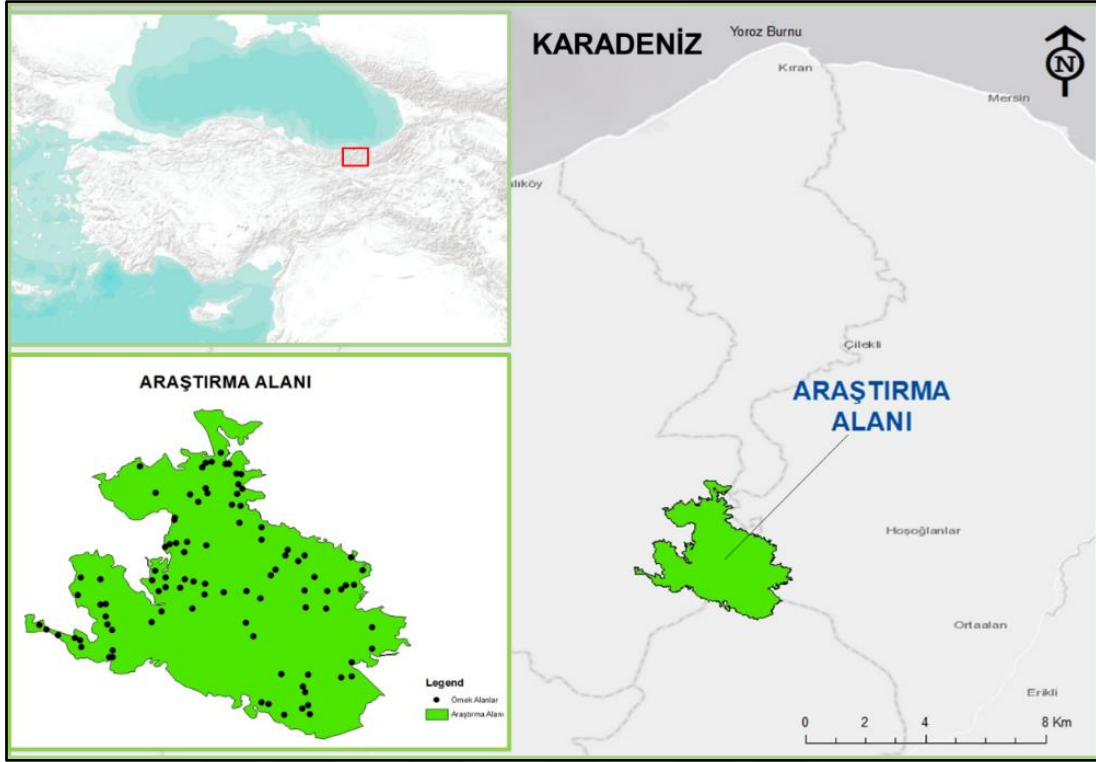 KARADENİZ
Yoroz Burnu
Kıran
N
Mersin
Çilekli
ARAŞTIRMA
ALANI
Hoşoğlanlar
Ortaalan
Erikli
0 2 4 8 Km
ARAŞTIRMA ALANI
Legend
Örnek Alanlar
Araştırma Alanı